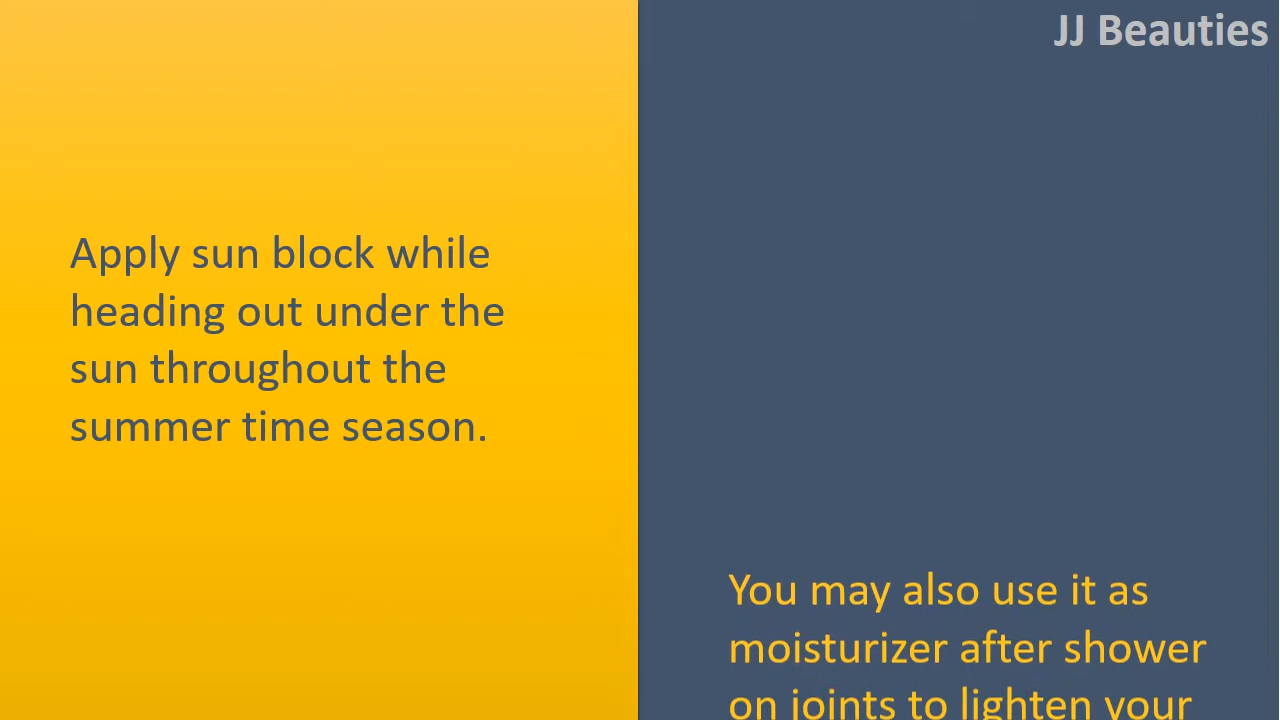 JJ Beauties
Apply sun block while
heading out under the
sun throughout the
summer time season.
You may also use it as
moisturizer after shower
on joints to lighten your